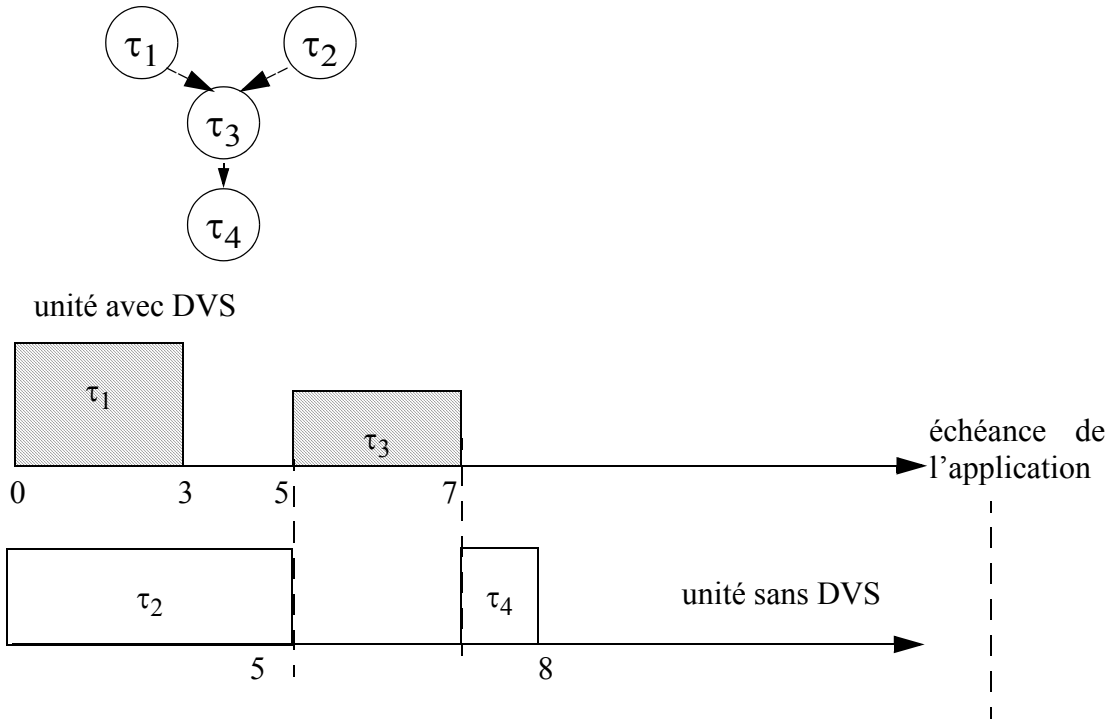 τ1 τ2
τ3
τ4
unité avec DVS
τ1
τ3
échéance de
l’application
0 3 5 7
τ2
τ4
unité sans DVS
5 8